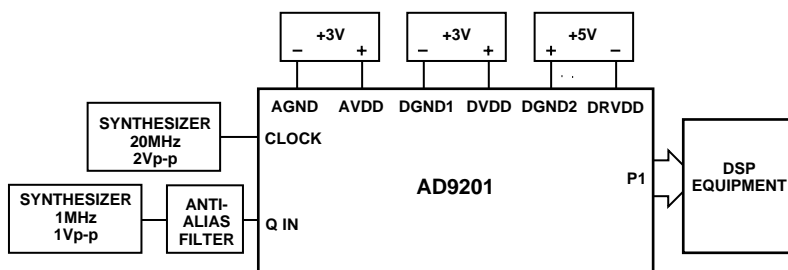 +3V
− +
+3V
− +
+5V
+ −
AGND AVDD DGND1 DVDD DGND2 DRVDD
SYNTHESIZER
20MHz
2Vp-p
CLOCK
SYNTHESIZER
1MHz
1Vp-p
ANTI-
ALIAS
FILTER
Q IN
AD9201
P1
DSP
EQUIPMENT